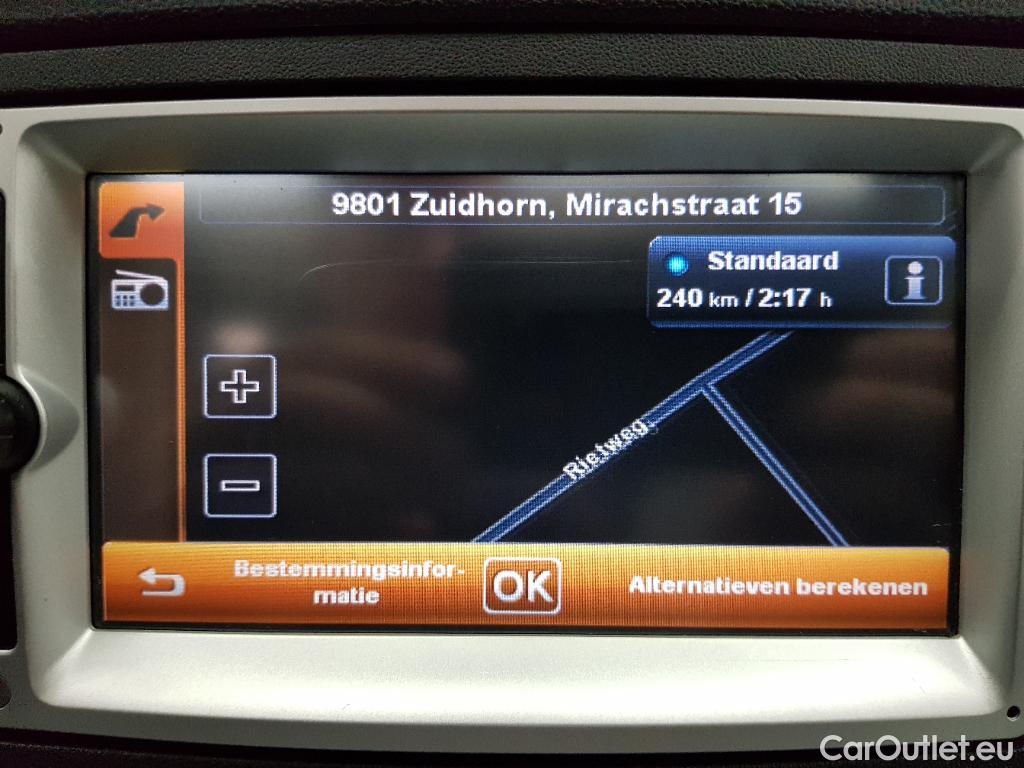 9801 Zuidhorn, Mirachstraat 15
Standaard
240 km / 2:17 h
Rietweg
Bestemmingsinfor-
matie
OK
Alternatieven berekenen
CarOutlet.eu